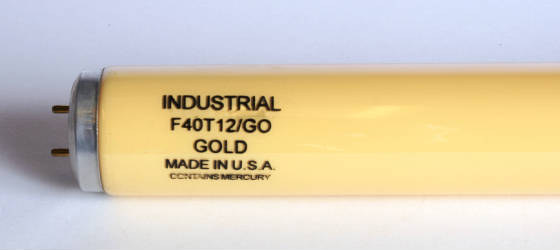 INDUSTRIAL
F40T12/GO
GOLD
MADE IN U.S.A.
CONTAINS MERCURY